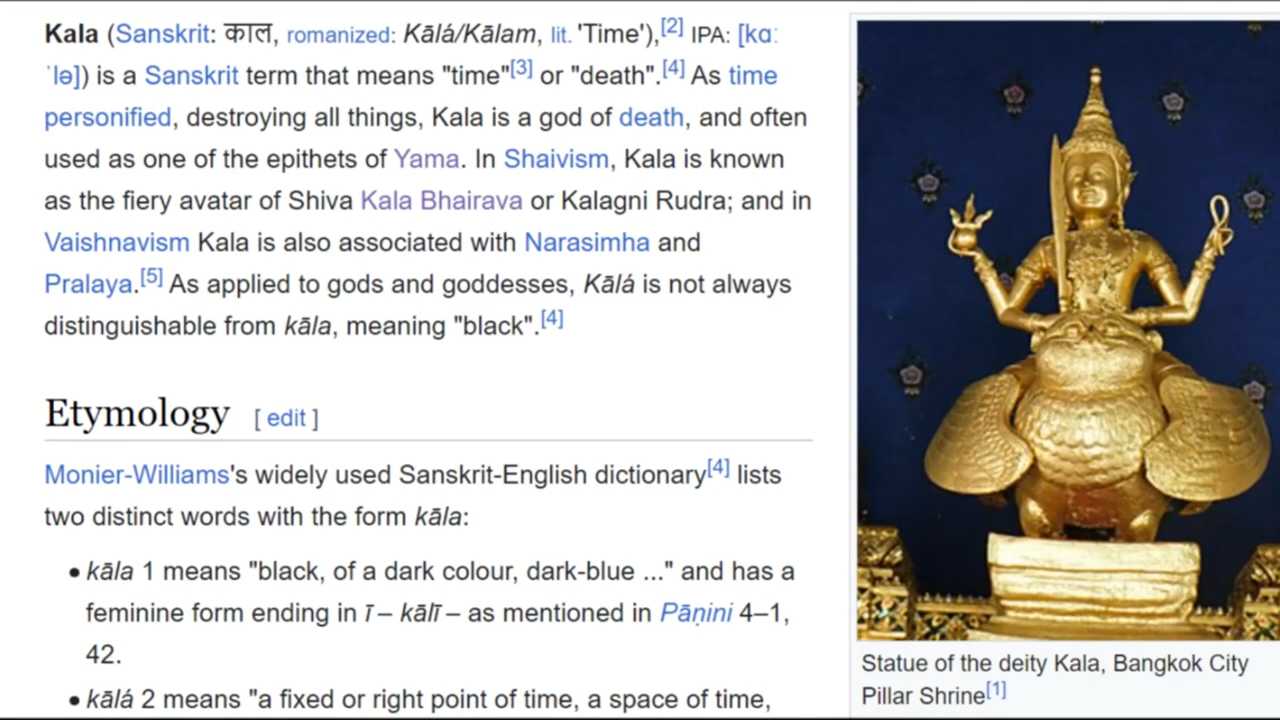 Kala (Sanskrit: काल, romanized: Kālá/Kālam, lit. 'Time'),[2] IPA: [kɑː
ˈlə]) is a Sanskrit term that means "time"[3] or "death".[4] As time
personified, destroying all things, Kala is a god of death, and often
used as one of the epithets of Yama. In Shaivism, Kala is known
as the fiery avatar of Shiva Kala Bhairava or Kalagni Rudra; and in
Vaishnavism Kala is also associated with Narasimha and
Pralaya.[5] As applied to gods and goddesses, Kālá is not always
distinguishable from kāla, meaning "black".[4]
Etymology [ edit ]
Monier-Williams's widely used Sanskrit-English dictionary[4] lists
two distinct words with the form kāla:
• kāla 1 means "black, of a dark colour, dark-blue ..." and has a
feminine form ending in ī – kālī – as mentioned in Pāṇini 4–1,
42.
• kālá 2 means "a fixed or right point of time, a space of time,
Statue of the deity Kala, Bangkok City
Pillar Shrine[1]